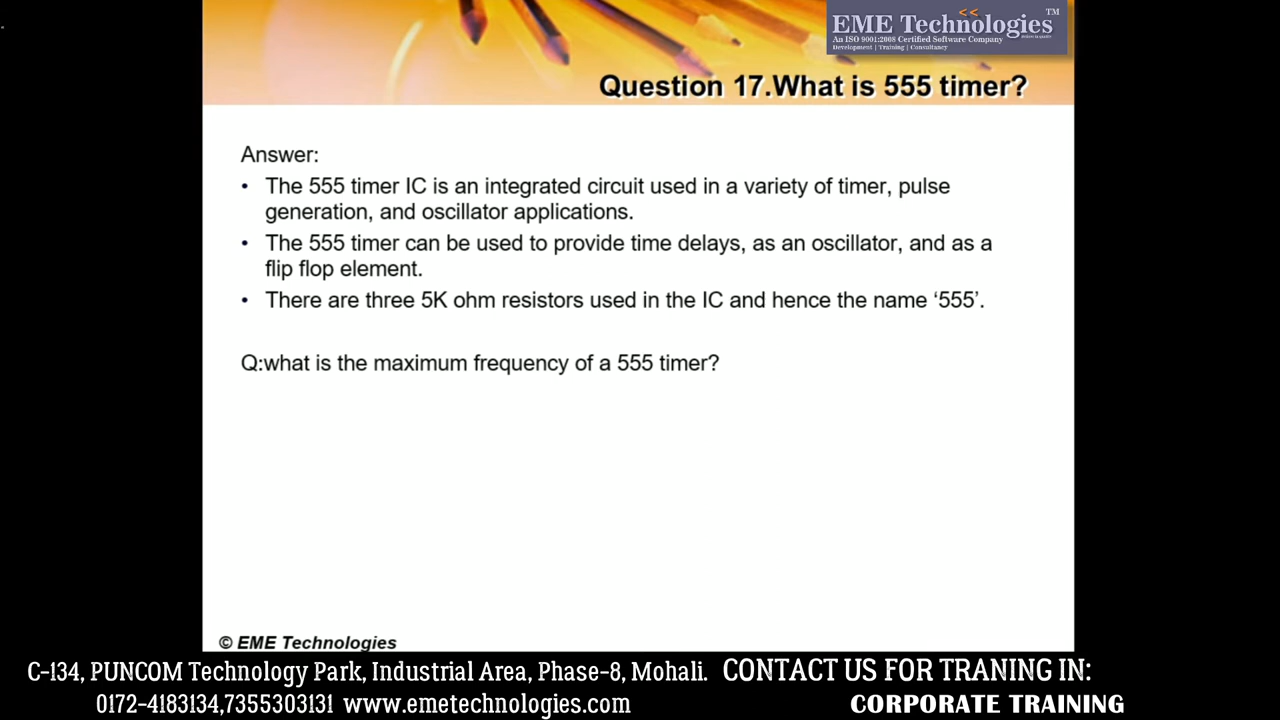 <<
TM
EME Technologies
An ISO 9001:2008 Certified Software Company
Development | Training | Consultancy
Question 17.What is 555 timer?
Answer:
• The 555 timer IC is an integrated circuit used in a variety of timer, pulse
generation, and oscillator applications.
• The 555 timer can be used to provide time delays, as an oscillator, and as a
flip flop element.
• There are three 5K ohm resistors used in the IC and hence the name ‘555’.
Q:what is the maximum frequency of a 555 timer?
© EME Technologies
C-134, PUNCOM Technology Park, Industrial Area, Phase-8, Mohali. CONTACT US FOR TRANING IN:
0172-4183134,7355303131 www.emetechnologies.com CORPORATE TRAINING